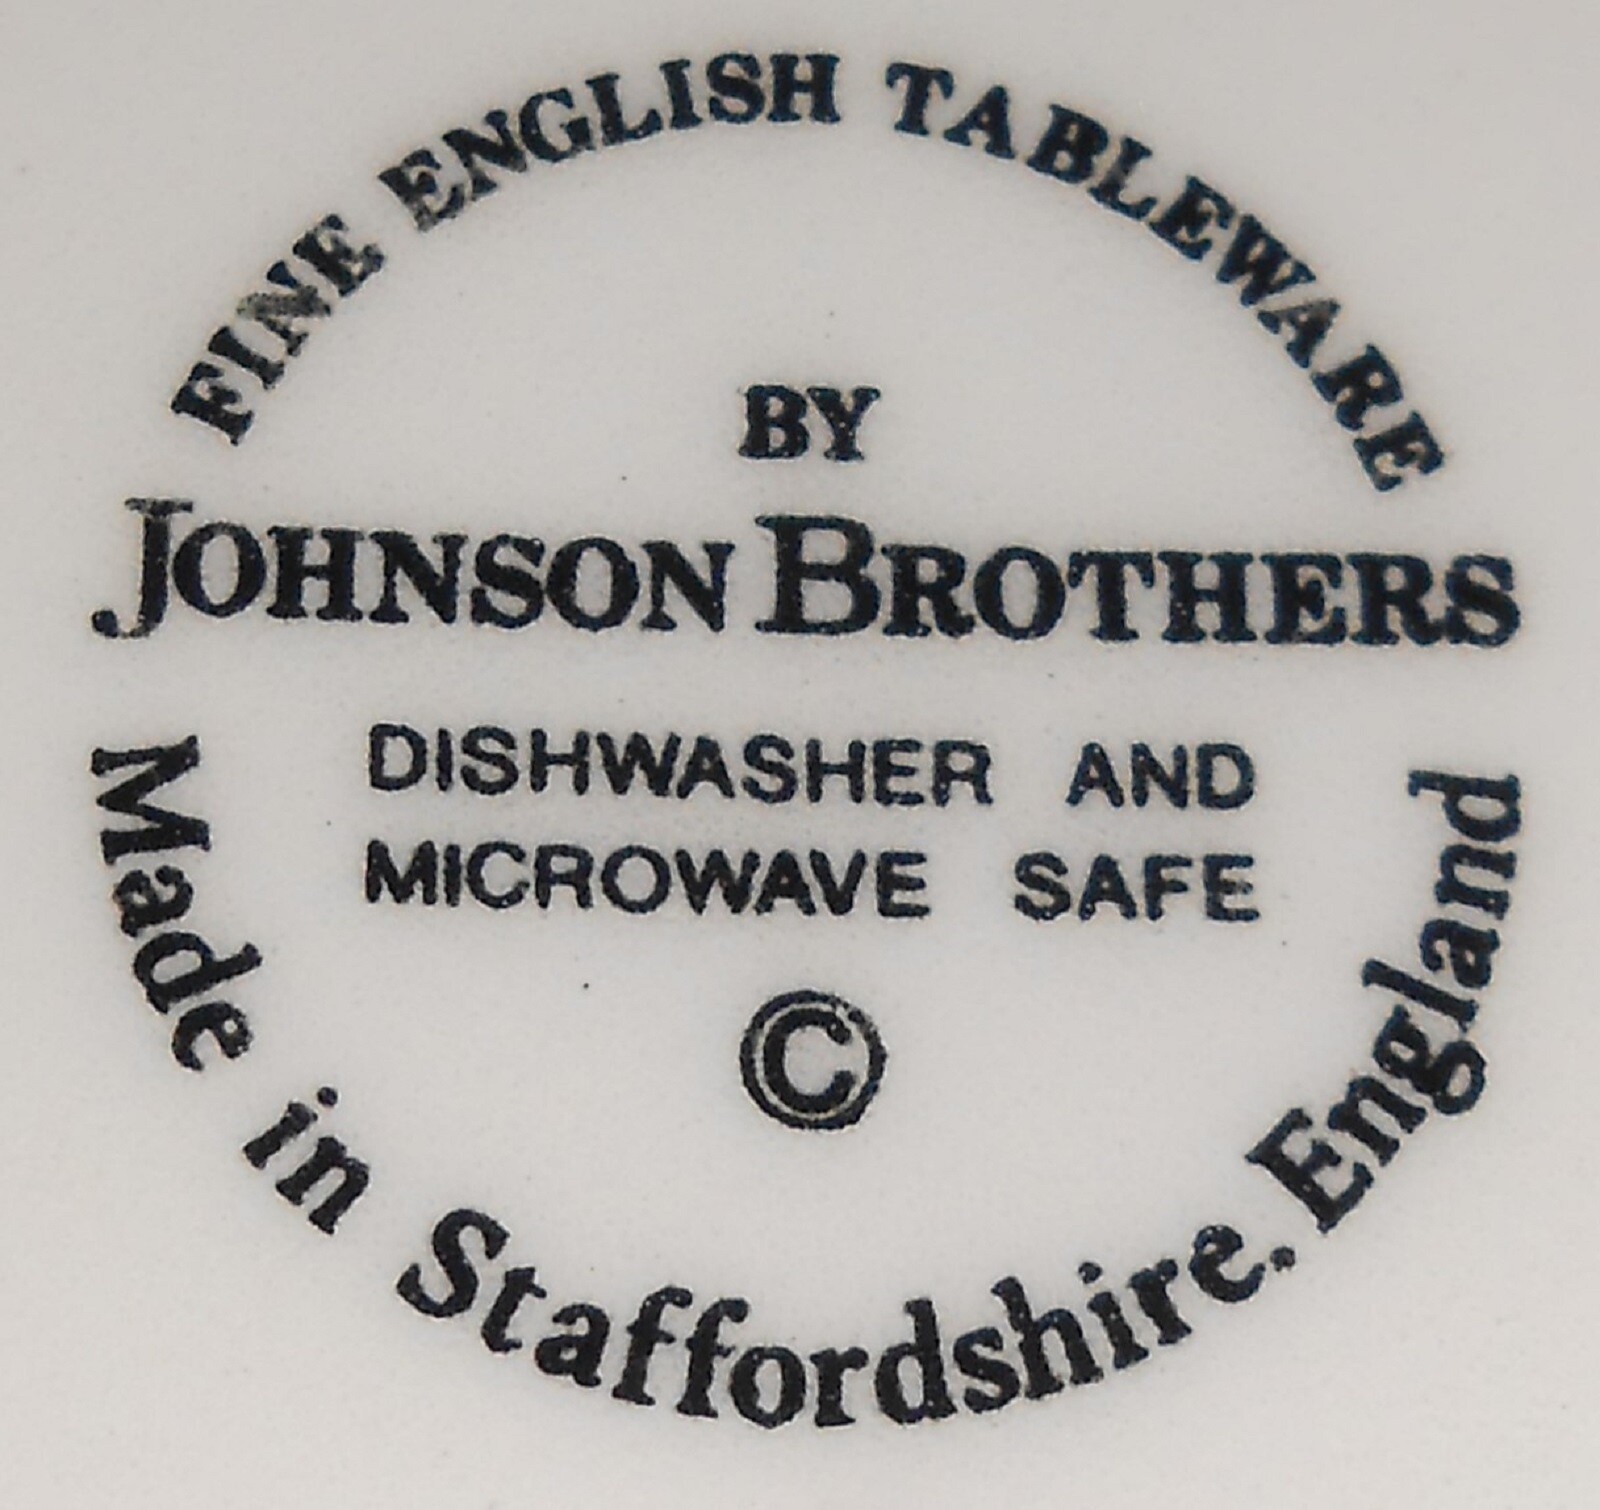 FINE ENGLISH TABLEWARE
BY
JOHNSON BROTHERS
DISHWASHER AND
MICROWAVE SAFE
©
Made in Staffordshire. England